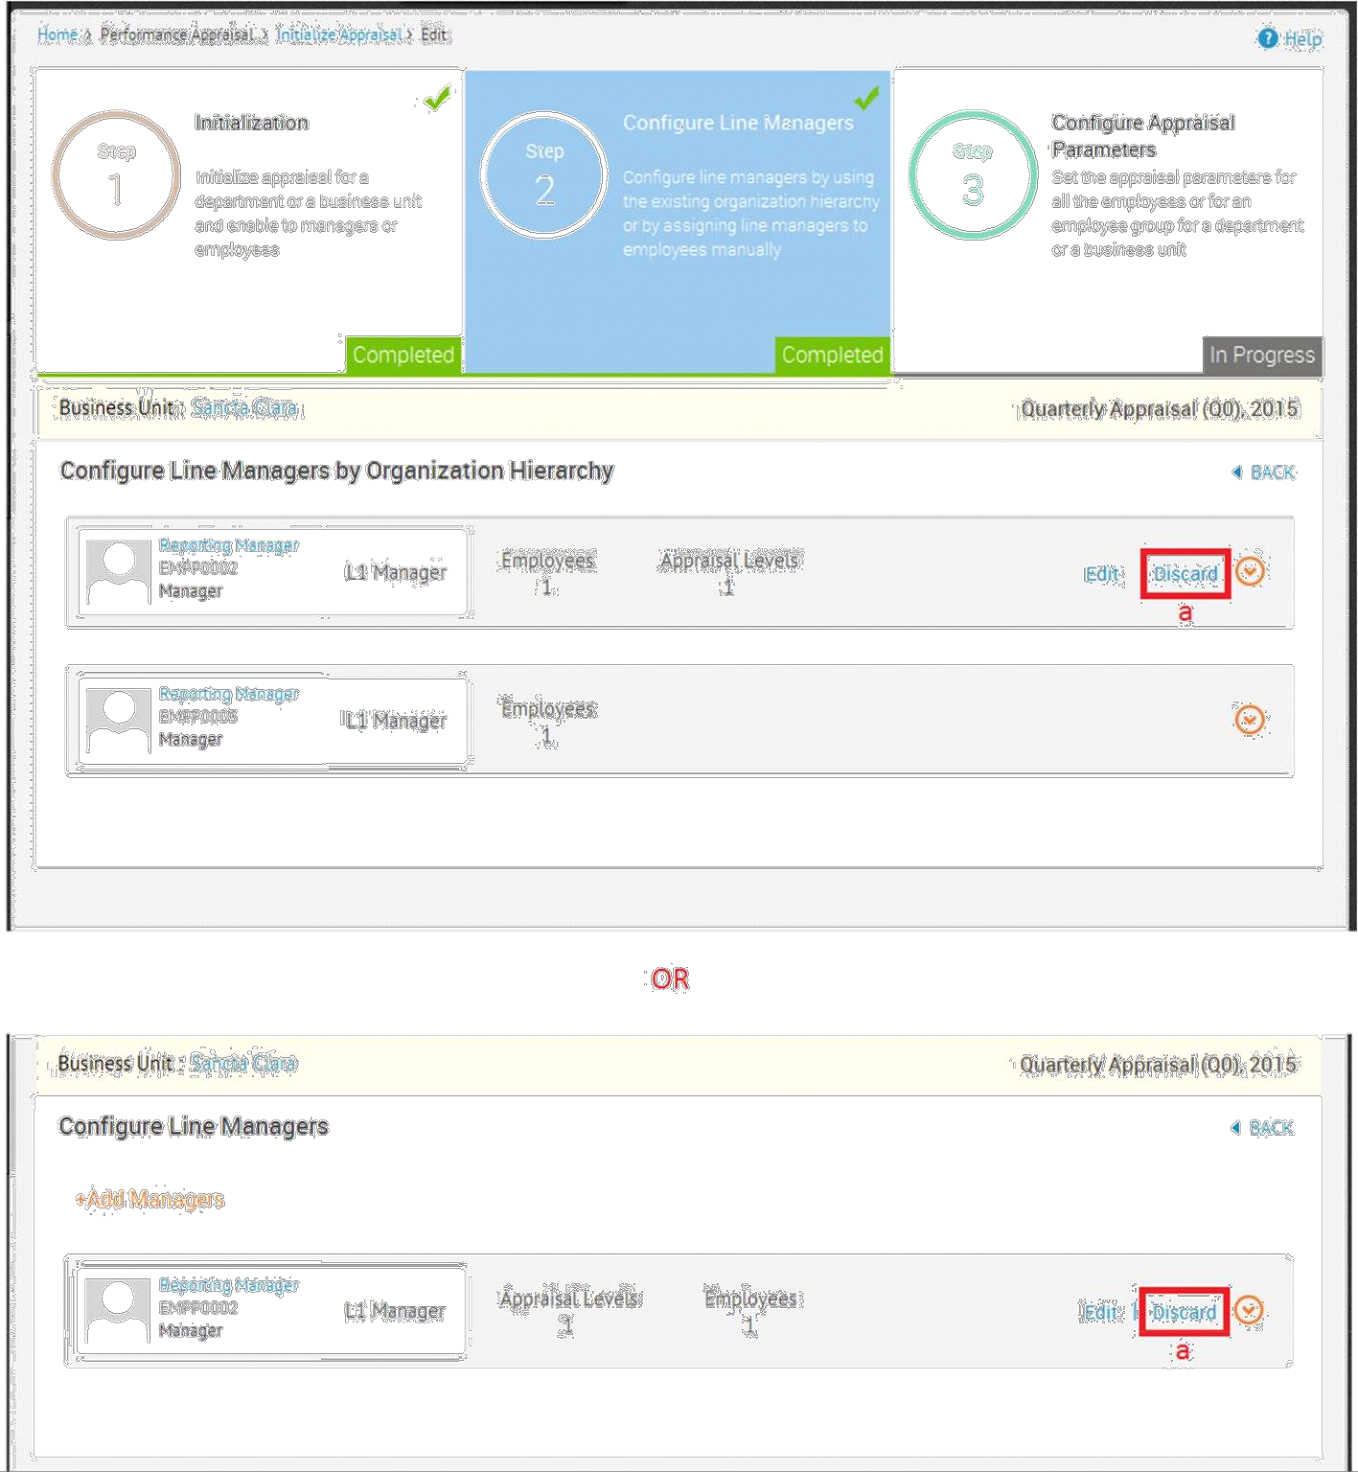 Home > Performance Appraisal > Initialize Appraisal > Edit
? Help
Step 1
Initialization
Initialize appraisal for a
department or a business unit
and enable to managers or
employees
Completed
Step 2
Configure Line Managers
Configure line managers by using
the existing organization hierarchy
or by assigning line managers to
employees manually
Completed
Step 3
Configure Appraisal
Parameters
Set the appraisal parameters for
all the employees or for an
employee group for a department
or a business unit
In Progress
Business Unit : Sancta Clara
Quarterly Appraisal (Q0), 2015
Configure Line Managers by Organization Hierarchy
BACK
Reporting Manager
EMPP0002
Manager
L1 Manager
Employees
1
Appraisal Levels
1
Edit
Discard
a
Reporting Manager
EMPP0005
Manager
L1 Manager
Employees
1
OR
Business Unit : Sancta Clara
Quarterly Appraisal (Q0), 2015
Configure Line Managers
BACK
+Add Managers
Reporting Manager
EMPP0002
Manager
L1 Manager
Appraisal Levels
1
Employees
1
Edit | Discard
a